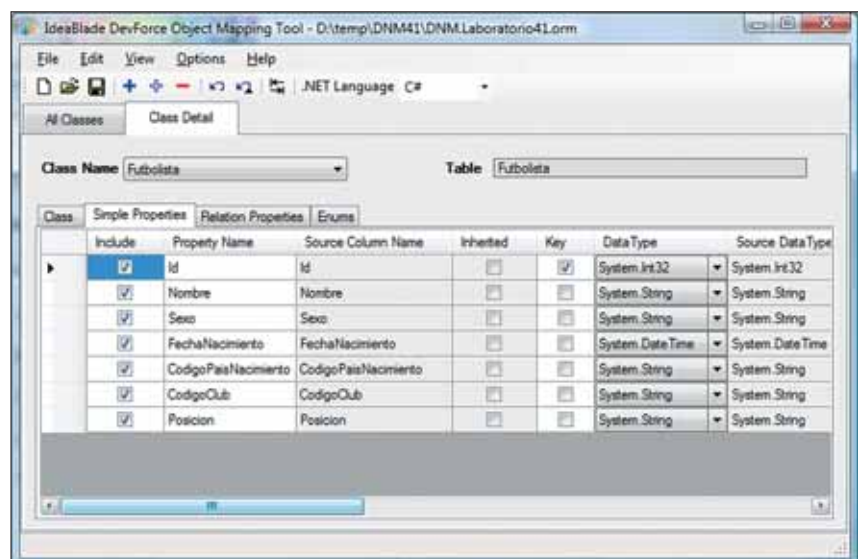 IdeaBlade DevForce Object Mapping Tool - D:\temp\DNM41\DNM.Laboratorio41.orm
File Edit View Options Help
.NET Language C#
All Classes Class Detail
Class Name Futbolista Table Futbolista
Class Simple Properties Relation Properties Enums
Include Property Name Source Column Name Inherited Key DataType Source DataType
Id Id System.Int32 System.Int32
Nombre Nombre System.String System.String
Sexo Sexo System.String System.String
FechaNacimiento FechaNacimiento System.DateTime System.DateTime
CodigoPaisNacimiento CodigoPaisNacimiento System.String System.String
CodigoClub CodigoClub System.String System.String
Posicion Posicion System.String System.String